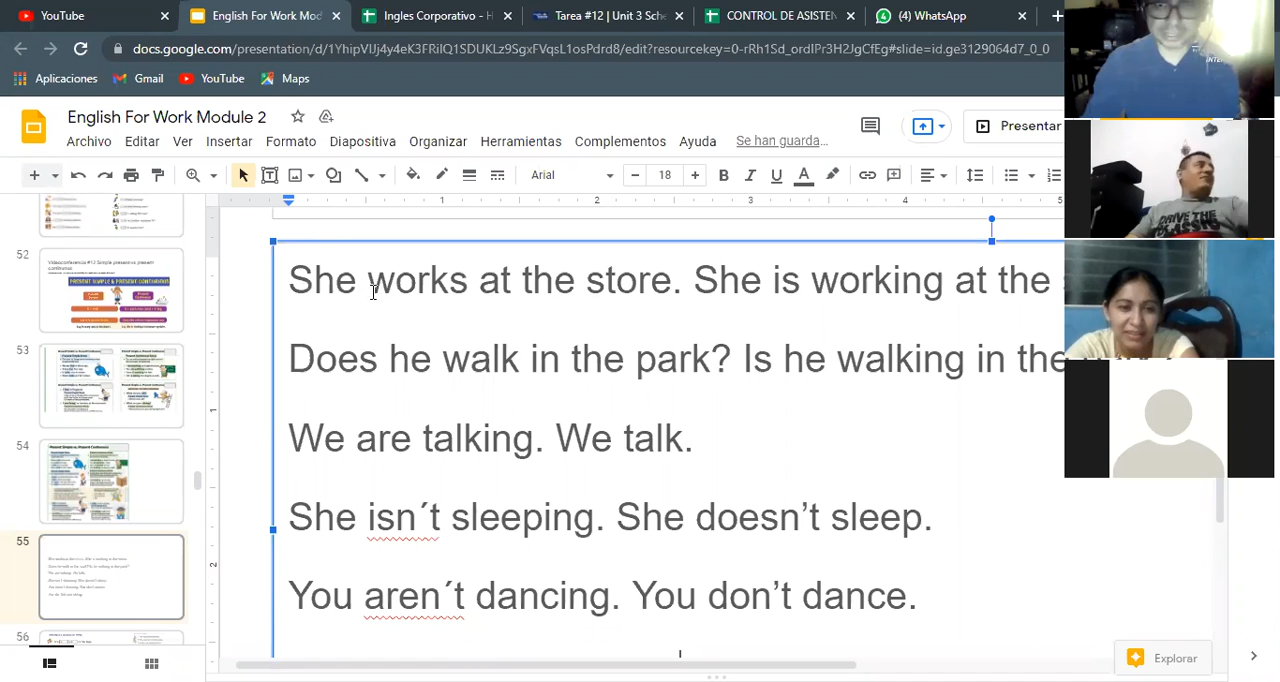 YouTube
English For Work Mod
Ingles Corporativo - H
Tarea #12 | Unit 3 Sche
CONTROL DE ASISTEN
(4) WhatsApp
docs.google.com/presentation/d/1YhipVlJj4y4eK3FRilQ1SDUKLz9SgxFVqsL1osPdrd8/edit?resourcekey=0-rRh1Sd_ordIPr3H2JgCfEg#slide=id.ge3129064d7_0_0
Aplicaciones
Gmail
YouTube
Maps
English For Work Module 2
Archivo Editar Ver Insertar Formato Diapositiva Organizar Herramientas Complementos Ayuda Se han guarda...
Presentar
Arial
18
52
53
54
55
56
She works at the store. She is working at the
Does he walk in the park? Is he walking in the
We are talking. We talk.
She isn´t sleeping. She doesn't sleep.
You aren´t dancing. You don't dance.
Explorar
DRIVE THE